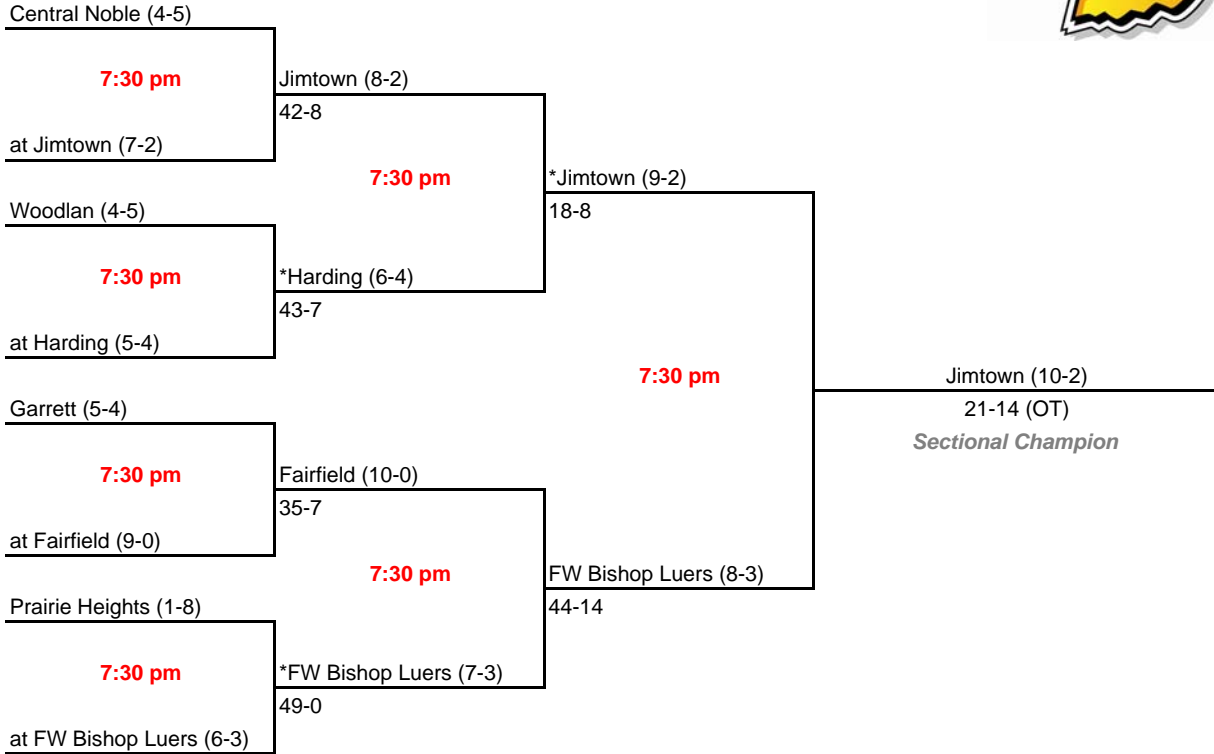 Central Noble (4-5)
7:30 pm
Jimtown (8-2)
42-8
at Jimtown (7-2)
7:30 pm
*Jimtown (9-2)
18-8
Woodlan (4-5)
7:30 pm
*Harding (6-4)
43-7
at Harding (5-4)
7:30 pm
Jimtown (10-2)
21-14 (OT)
Sectional Champion
Garrett (5-4)
7:30 pm
Fairfield (10-0)
35-7
at Fairfield (9-0)
7:30 pm
FW Bishop Luers (8-3)
44-14
Prairie Heights (1-8)
7:30 pm
*FW Bishop Luers (7-3)
49-0
at FW Bishop Luers (6-3)